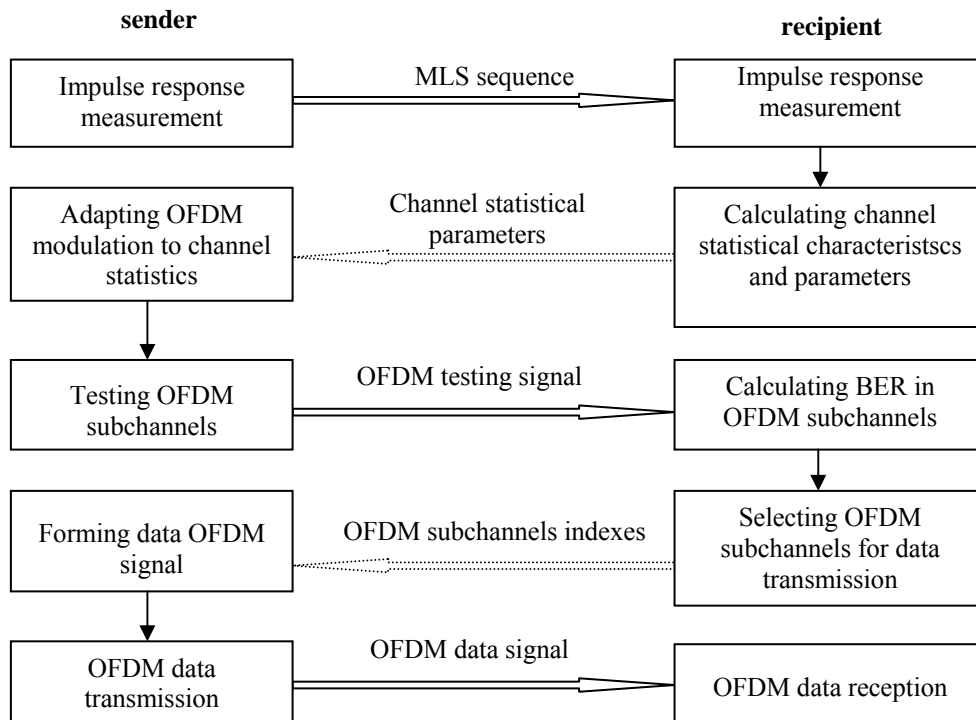 sender
recipient
Impulse response
measurement
MLS sequence
Impulse response
measurement
Adapting OFDM
modulation to channel
statistics
Channel statistical
parameters
Calculating channel
statistical characteristscs
and parameters
Testing OFDM
subchannels
OFDM testing signal
Calculating BER in
OFDM subchannels
Forming data OFDM
signal
OFDM subchannels indexes
Selecting OFDM
subchannels for data
transmission
OFDM data
transmission
OFDM data signal
OFDM data reception